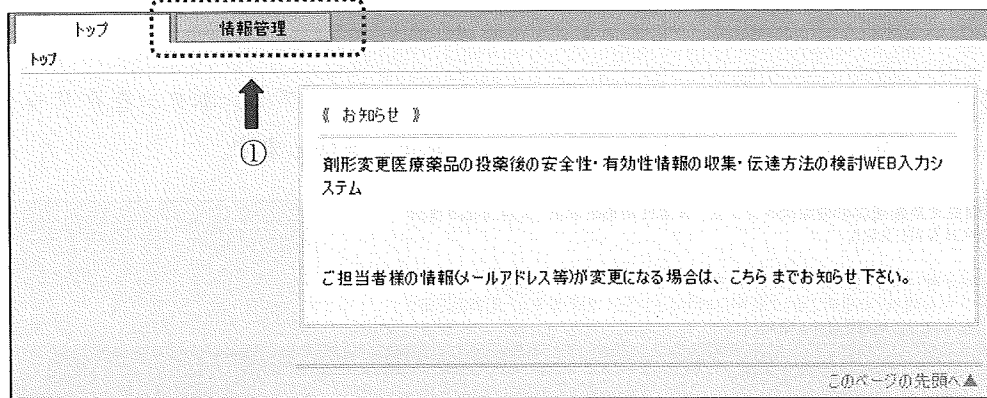 トップ 情報管理
トップ
①
《 お知らせ 》
剤形変更医療薬品の投薬後の安全性・有効性情報の収集・伝達方法の検討WEB入力シ
ステム
ご担当者様の情報(メールアドレス等)が変更になる場合は、こちら までお知らせ下さい。
このページの先頭へ▲